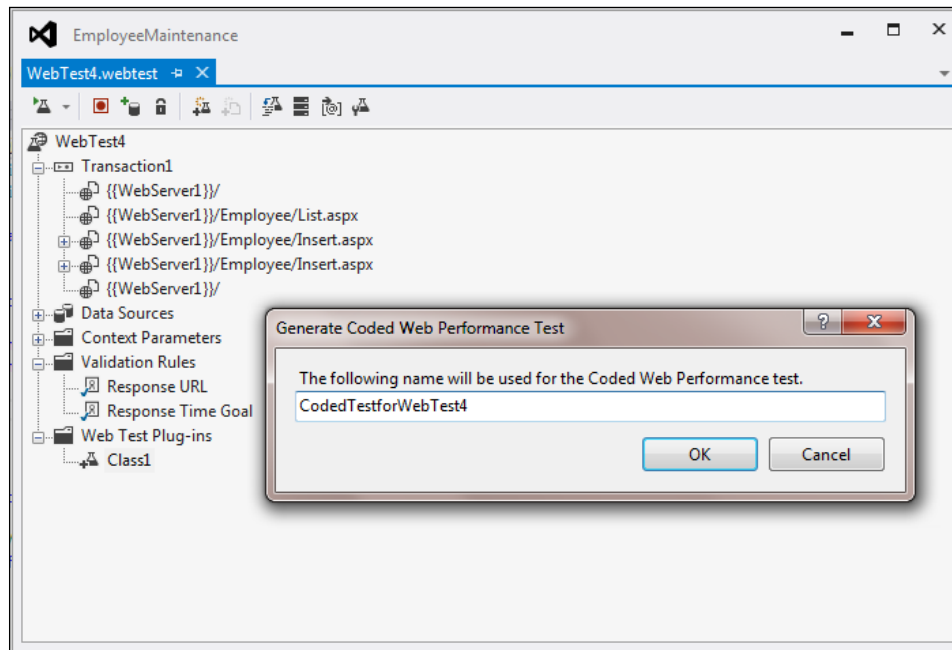 EmployeeMaintenance
WebTest4.webtest
WebTest4
Transaction1
{{WebServer1}}/
{{WebServer1}}/Employee/List.aspx
{{WebServer1}}/Employee/Insert.aspx
{{WebServer1}}/Employee/Insert.aspx
{{WebServer1}}/
Data Sources
Context Parameters
Validation Rules
Response URL
Response Time Goal
Web Test Plug-ins
Class1
Generate Coded Web Performance Test
The following name will be used for the Coded Web Performance test.
CodedTestforWebTest4
OK Cancel